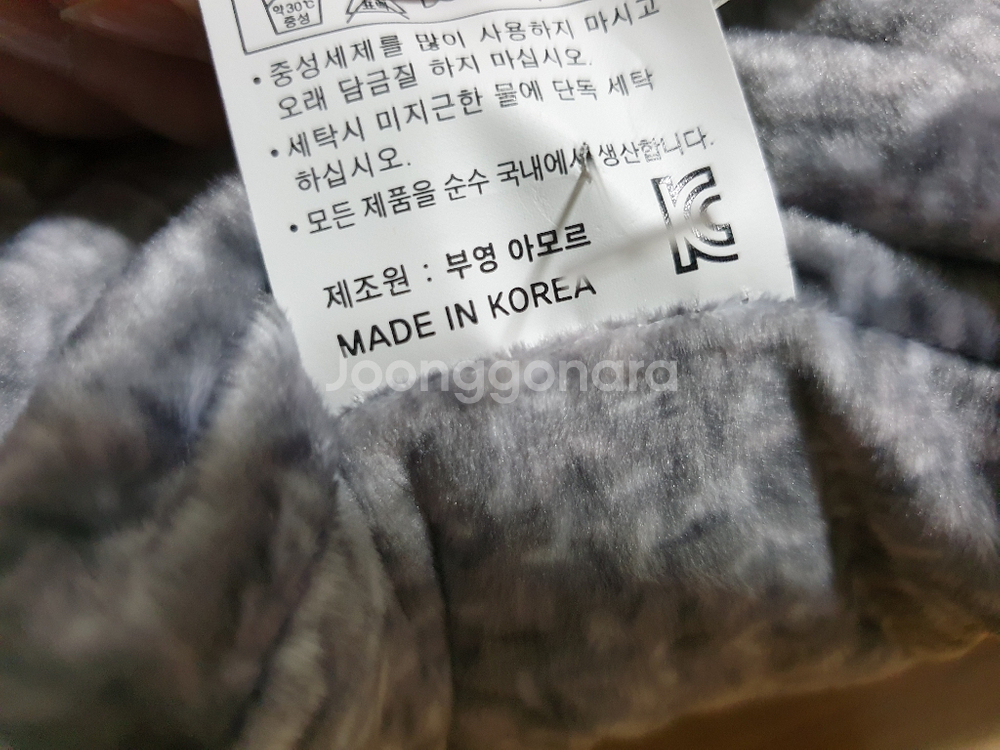 약30℃
중성
• 중성세제를 많이 사용하지 마시고
오래 담금질 하지 마십시오.
• 세탁시 미지근한 물에 단독 세탁
하십시오.
• 모든 제품을 순수 국내에서 생산합니다.
제조원 : 부영 아모르
MADE IN KOREA
Joonggonara